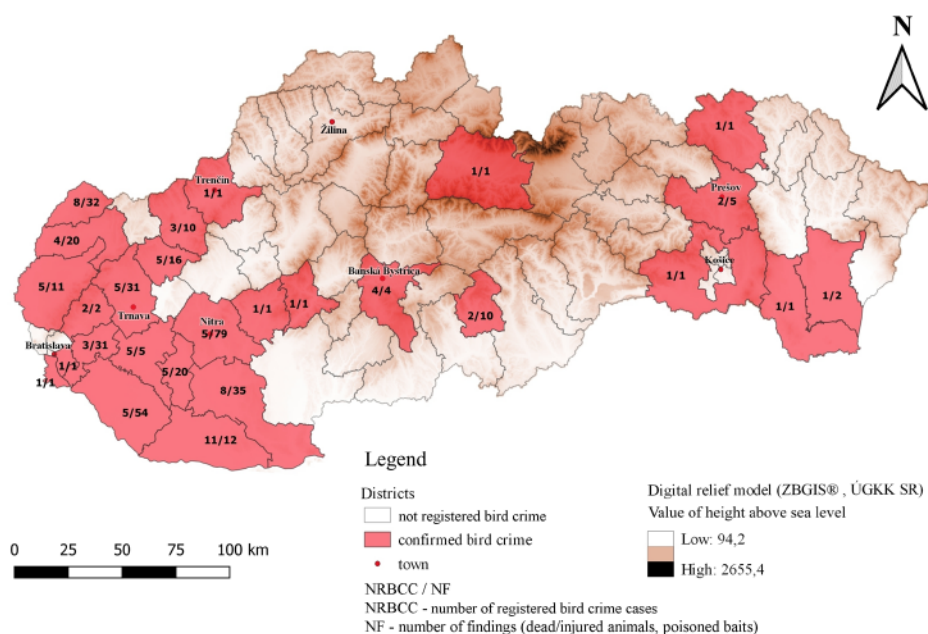 N
Žilina
1/1
1/1
Trenčín
1/1
Prešov
2/5
8/32
3/10
4/20
5/16
Košice
1/1
Banska Bystrica
4/4
5/11
5/31
2/2
Trnava
1/1
1/1
2/10
1/1
1/2
Nitra
5/79
Bratislava
3/31
5/5
1/1
1/1
5/20
8/35
5/54
11/12
Legend
Districts
not registered bird crime
confirmed bird crime
town
NRBCC / NF
NRBCC - number of registered bird crime cases
NF - number of findings (dead/injured animals, poisoned baits)
Digital relief model (ZBGIS® , ÚGKK SR)
Value of height above sea level
Low: 94,2
High: 2655,4
0 25 50 75 100 km